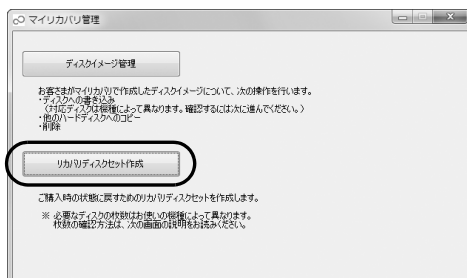 マイリカバリ管理
ディスクイメージ管理
お客さまがマイリカバリで作成したディスクイメージについて、次の操作を行います。
・ディスクへの書き込み
（対応ディスクは機種によって異なります。確認するには次に進んでください。）
・他のハードディスクへのコピー
・削除
リカバリディスクセット作成
ご購入時の状態に戻すためのリカバリディスクセットを作成します。
※ 必要なディスクの枚数はお使いの機種によって異なります。
枚数の確認方法は、次の画面の説明をお読みください。